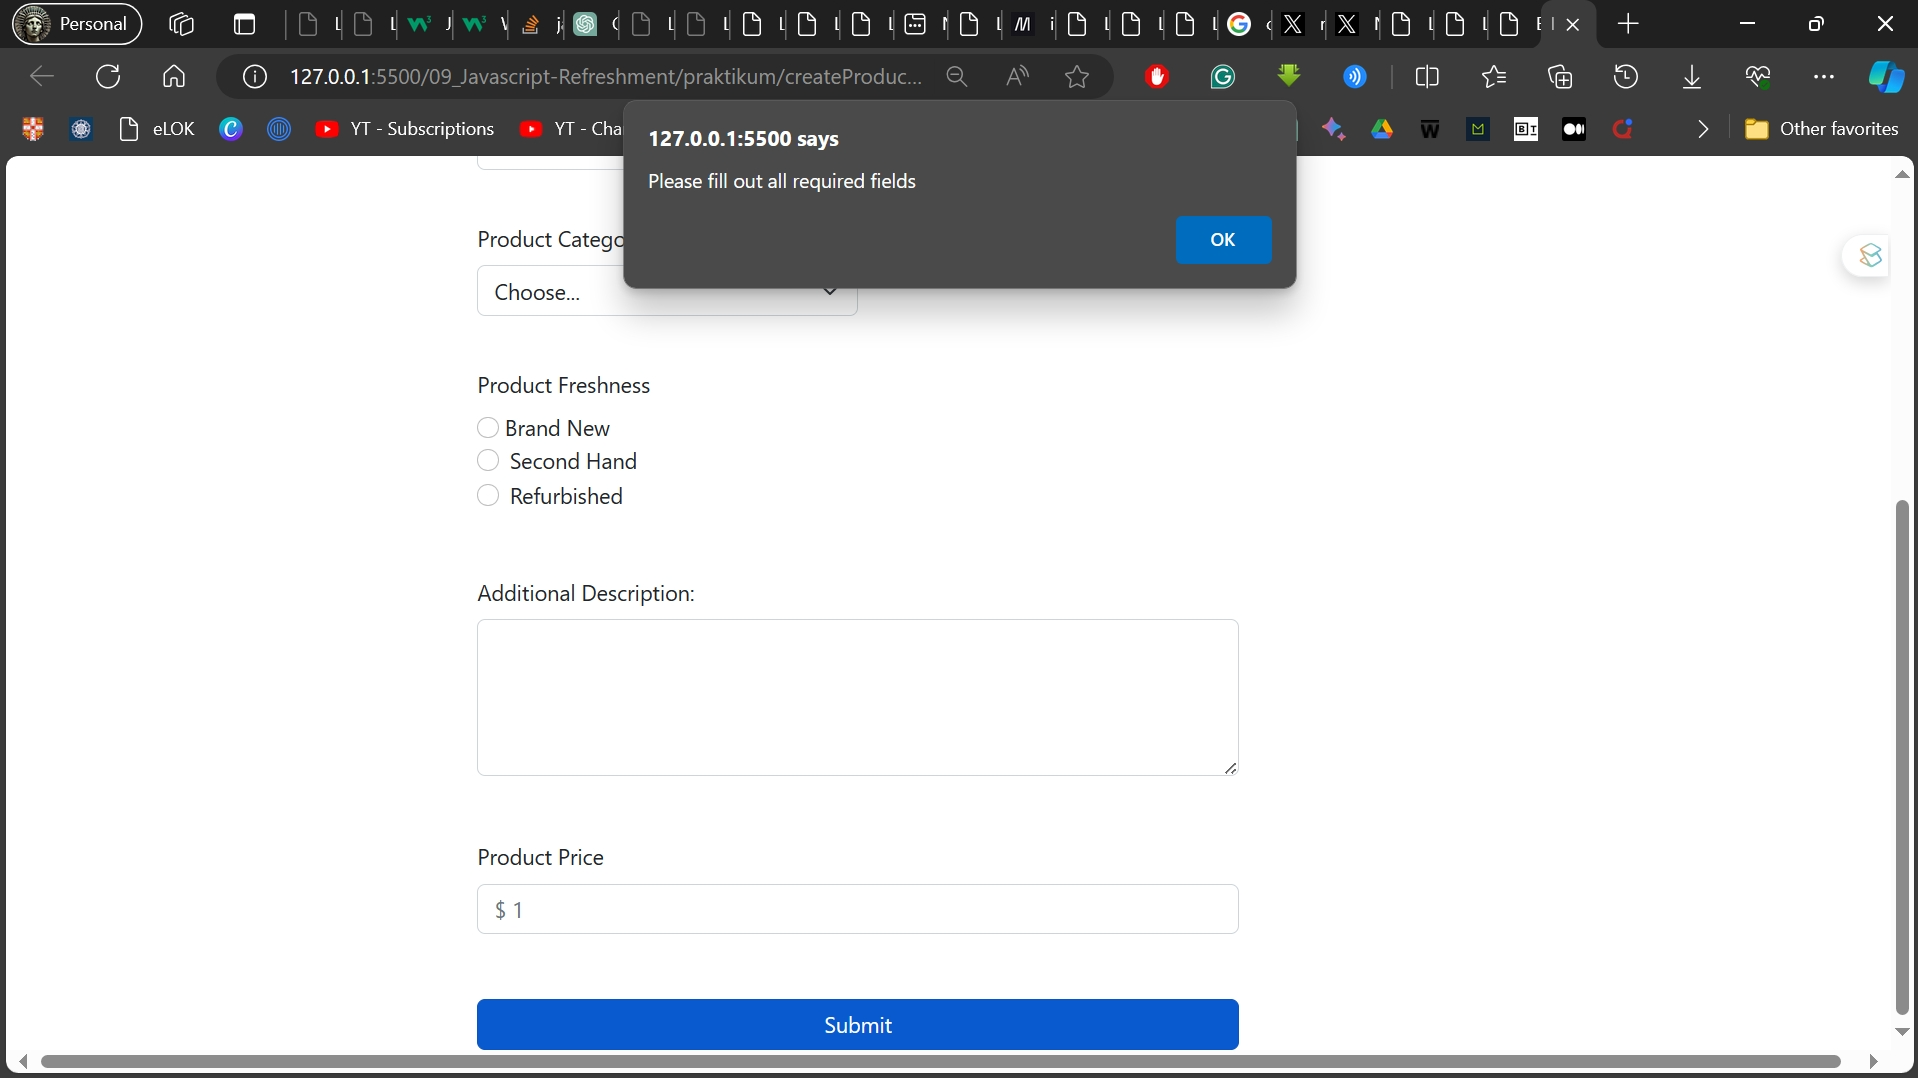 Personal
127.0.0.1:5500/09_Javascript-Refreshment/praktikum/createProduc...
eLOK
YT - Subscriptions
YT - Cha
Other favorites
127.0.0.1:5500 says
Please fill out all required fields
OK
Product Catego
Choose...
Product Freshness
Brand New
Second Hand
Refurbished
Additional Description:
Product Price
$ 1
Submit